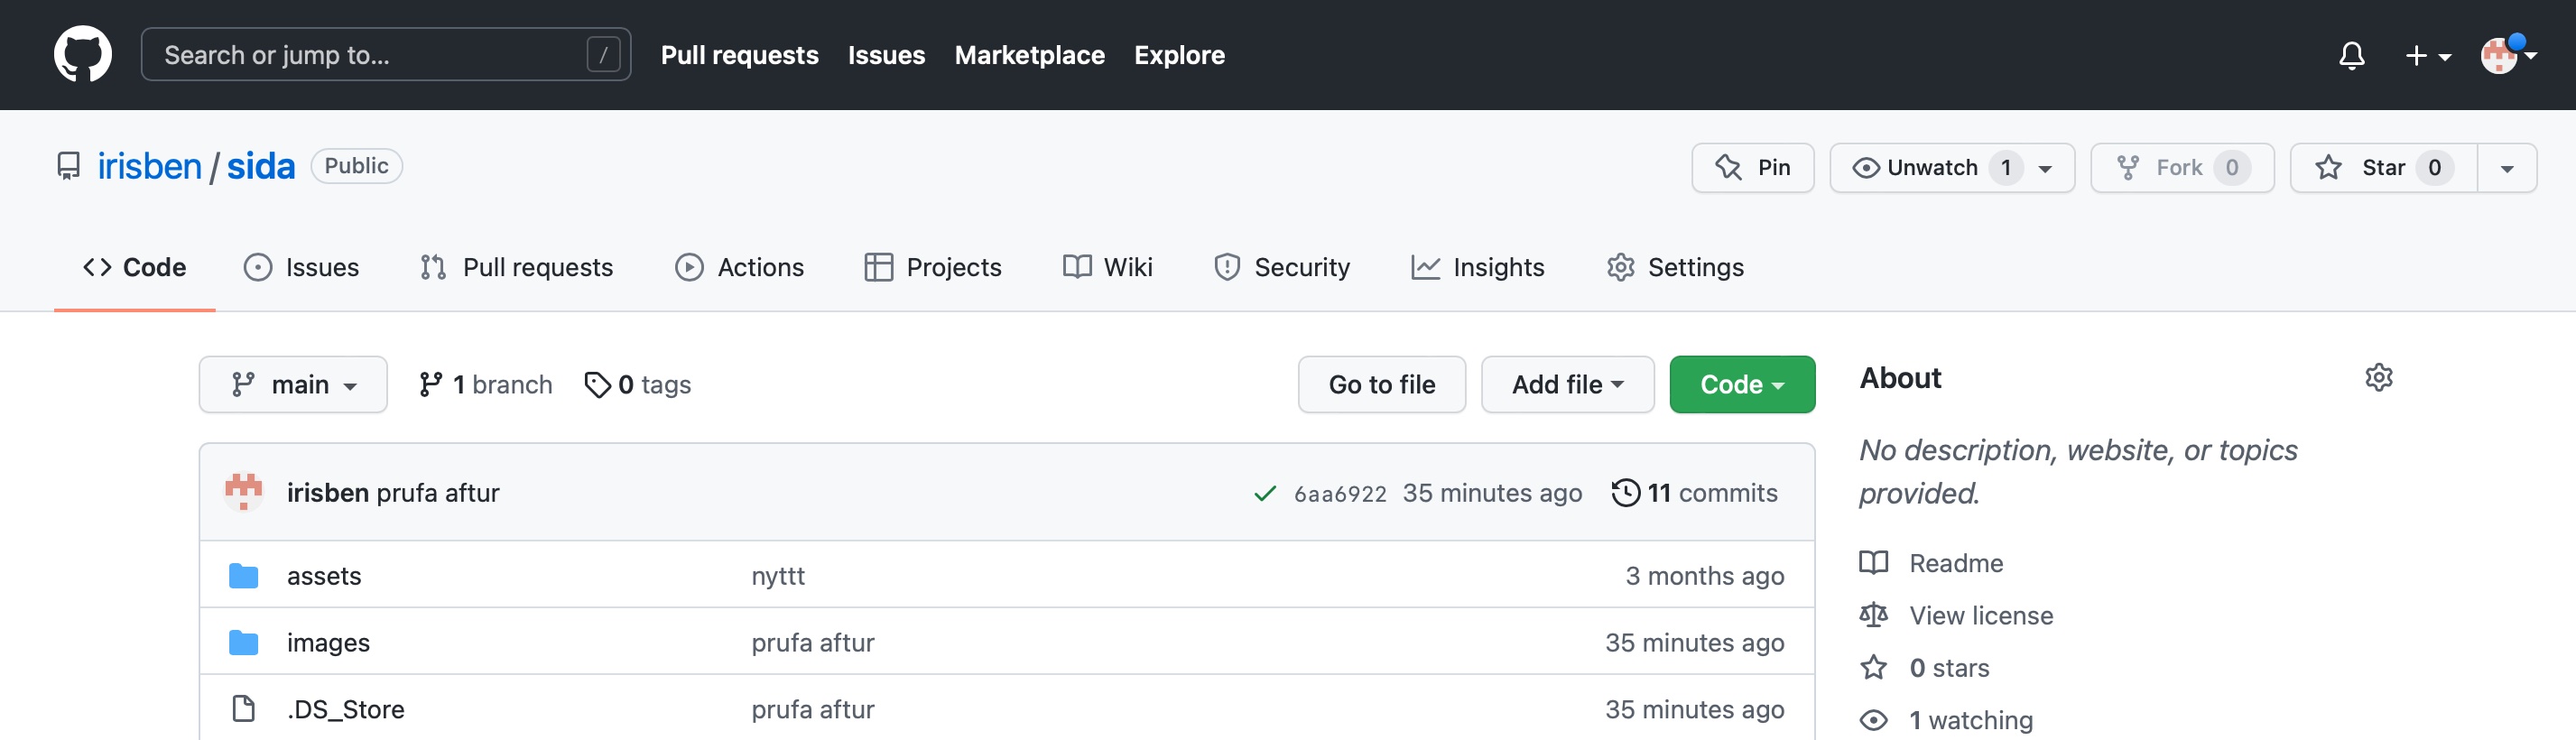 Search or jump to... /
Pull requests Issues Marketplace Explore
irisben / sida Public
Pin Unwatch 1 Fork 0 Star 0
Code Issues Pull requests Actions Projects Wiki Security Insights Settings
main 1 branch 0 tags Go to file Add file Code
irisben prufa aftur 6aa6922 35 minutes ago 11 commits
assets nyttt 3 months ago
images prufa aftur 35 minutes ago
.DS_Store prufa aftur 35 minutes ago
About
No description, website, or topics
provided.
Readme
View license
0 stars
1 watching